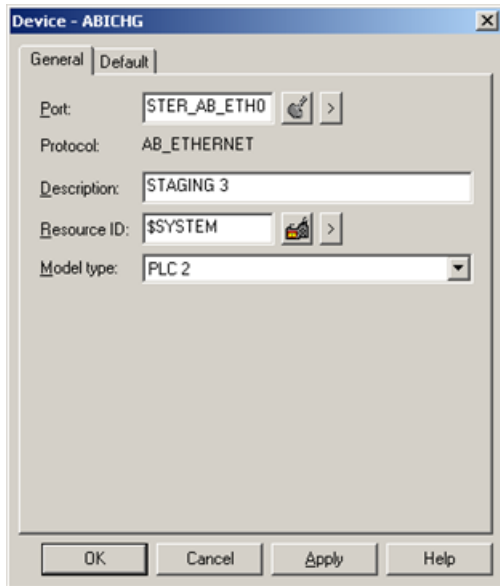 Device - ABICHG
General Default
Port: STER_AB_ETH0 >
Protocol: AB_ETHERNET
Description: STAGING 3
Resource ID: $SYSTEM >
Model type: PLC 2
OK Cancel Apply Help